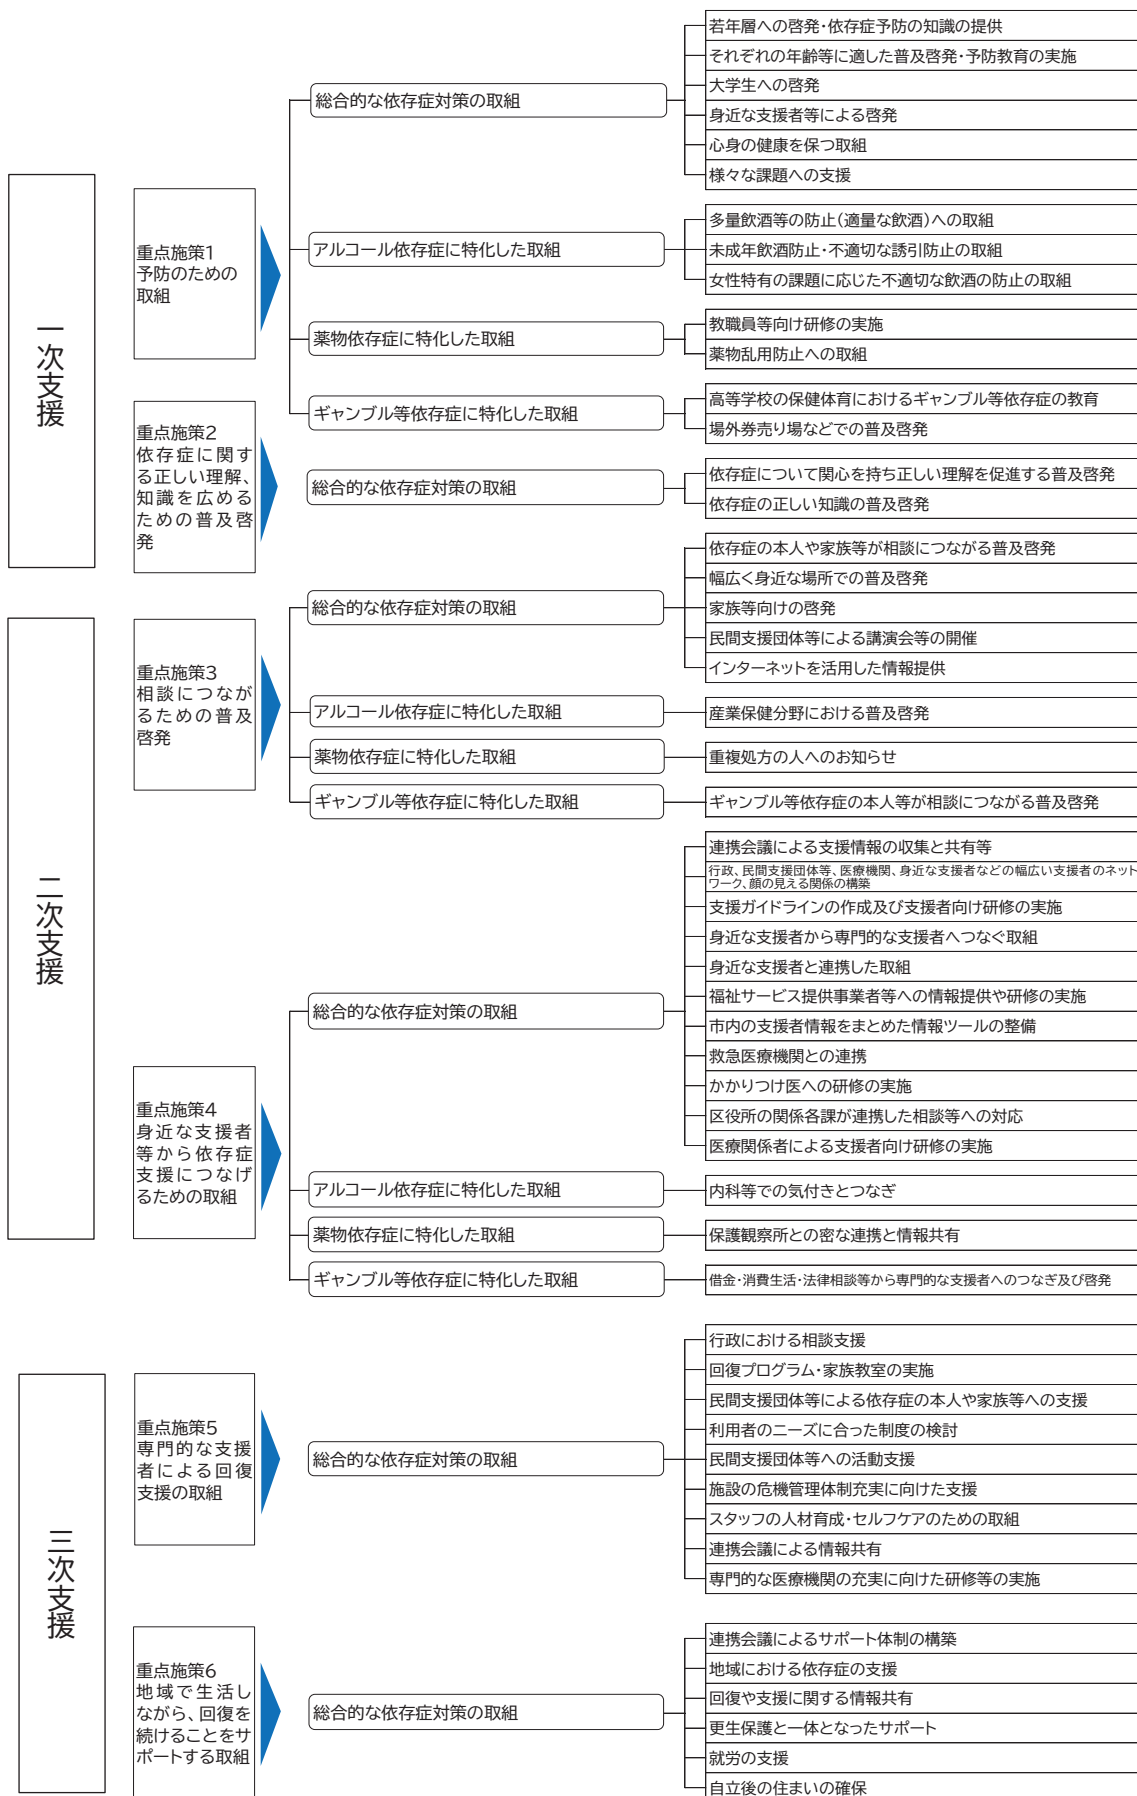 一次支援
重点施策1
予防のための
取組
総合的な依存症対策の取組
若年層への啓発・依存症予防の知識の提供
それぞれの年齢等に適した普及啓発・予防教育の実施
大学生への啓発
身近な支援者等による啓発
心身の健康を保つ取組
様々な課題への支援
アルコール依存症に特化した取組
多量飲酒等の防止(適量な飲酒)への取組
未成年飲酒防止・不適切な誘引防止の取組
女性特有の課題に応じた不適切な飲酒の防止の取組
薬物依存症に特化した取組
教職員等向け研修の実施
薬物乱用防止への取組
ギャンブル等依存症に特化した取組
高等学校の保健体育におけるギャンブル等依存症の教育
場外券売り場などでの普及啓発
重点施策2
依存症に関す
る正しい理解、
知識を広める
ための普及啓
発
総合的な依存症対策の取組
依存症について関心を持ち正しい理解を促進する普及啓発
依存症の正しい知識の普及啓発
二次支援
重点施策3
相談につなが
るための普及
啓発
総合的な依存症対策の取組
依存症の本人や家族等が相談につながる普及啓発
幅広く身近な場所での普及啓発
家族等向けの啓発
民間支援団体等による講演会等の開催
インターネットを活用した情報提供
アルコール依存症に特化した取組
産業保健分野における普及啓発
薬物依存症に特化した取組
重複処方の人へのお知らせ
ギャンブル等依存症に特化した取組
ギャンブル等依存症の本人等が相談につながる普及啓発
重点施策4
身近な支援者
等から依存症
支援につなげ
るための取組
総合的な依存症対策の取組
連携会議による支援情報の収集と共有等
行政、民間支援団体等、医療機関、身近な支援者などの幅広い支援者のネット
ワーク、顔の見える関係の構築
支援ガイドラインの作成及び支援者向け研修の実施
身近な支援者から専門的な支援者へつなぐ取組
身近な支援者と連携した取組
福祉サービス提供事業者等への情報提供や研修の実施
市内の支援者情報をまとめた情報ツールの整備
救急医療機関との連携
かかりつけ医への研修の実施
区役所の関係各課が連携した相談等への対応
医療関係者による支援者向け研修の実施
アルコール依存症に特化した取組
内科等での気付きとつなぎ
薬物依存症に特化した取組
保護観察所との密な連携と情報共有
ギャンブル等依存症に特化した取組
借金・消費生活・法律相談等から専門的な支援者へのつなぎ及び啓発
三次支援
重点施策5
専門的な支援
者による回復
支援の取組
総合的な依存症対策の取組
行政における相談支援
回復プログラム・家族教室の実施
民間支援団体等による依存症の本人や家族等への支援
利用者のニーズに合った制度の検討
民間支援団体等への活動支援
施設の危機管理体制充実に向けた支援
スタッフの人材育成・セルフケアのための取組
連携会議による情報共有
専門的な医療機関の充実に向けた研修等の実施
重点施策6
地域で生活し
ながら、回復を
続けることをサ
ポートする取組
総合的な依存症対策の取組
連携会議によるサポート体制の構築
地域における依存症の支援
回復や支援に関する情報共有
更生保護と一体となったサポート
就労の支援
自立後の住まいの確保